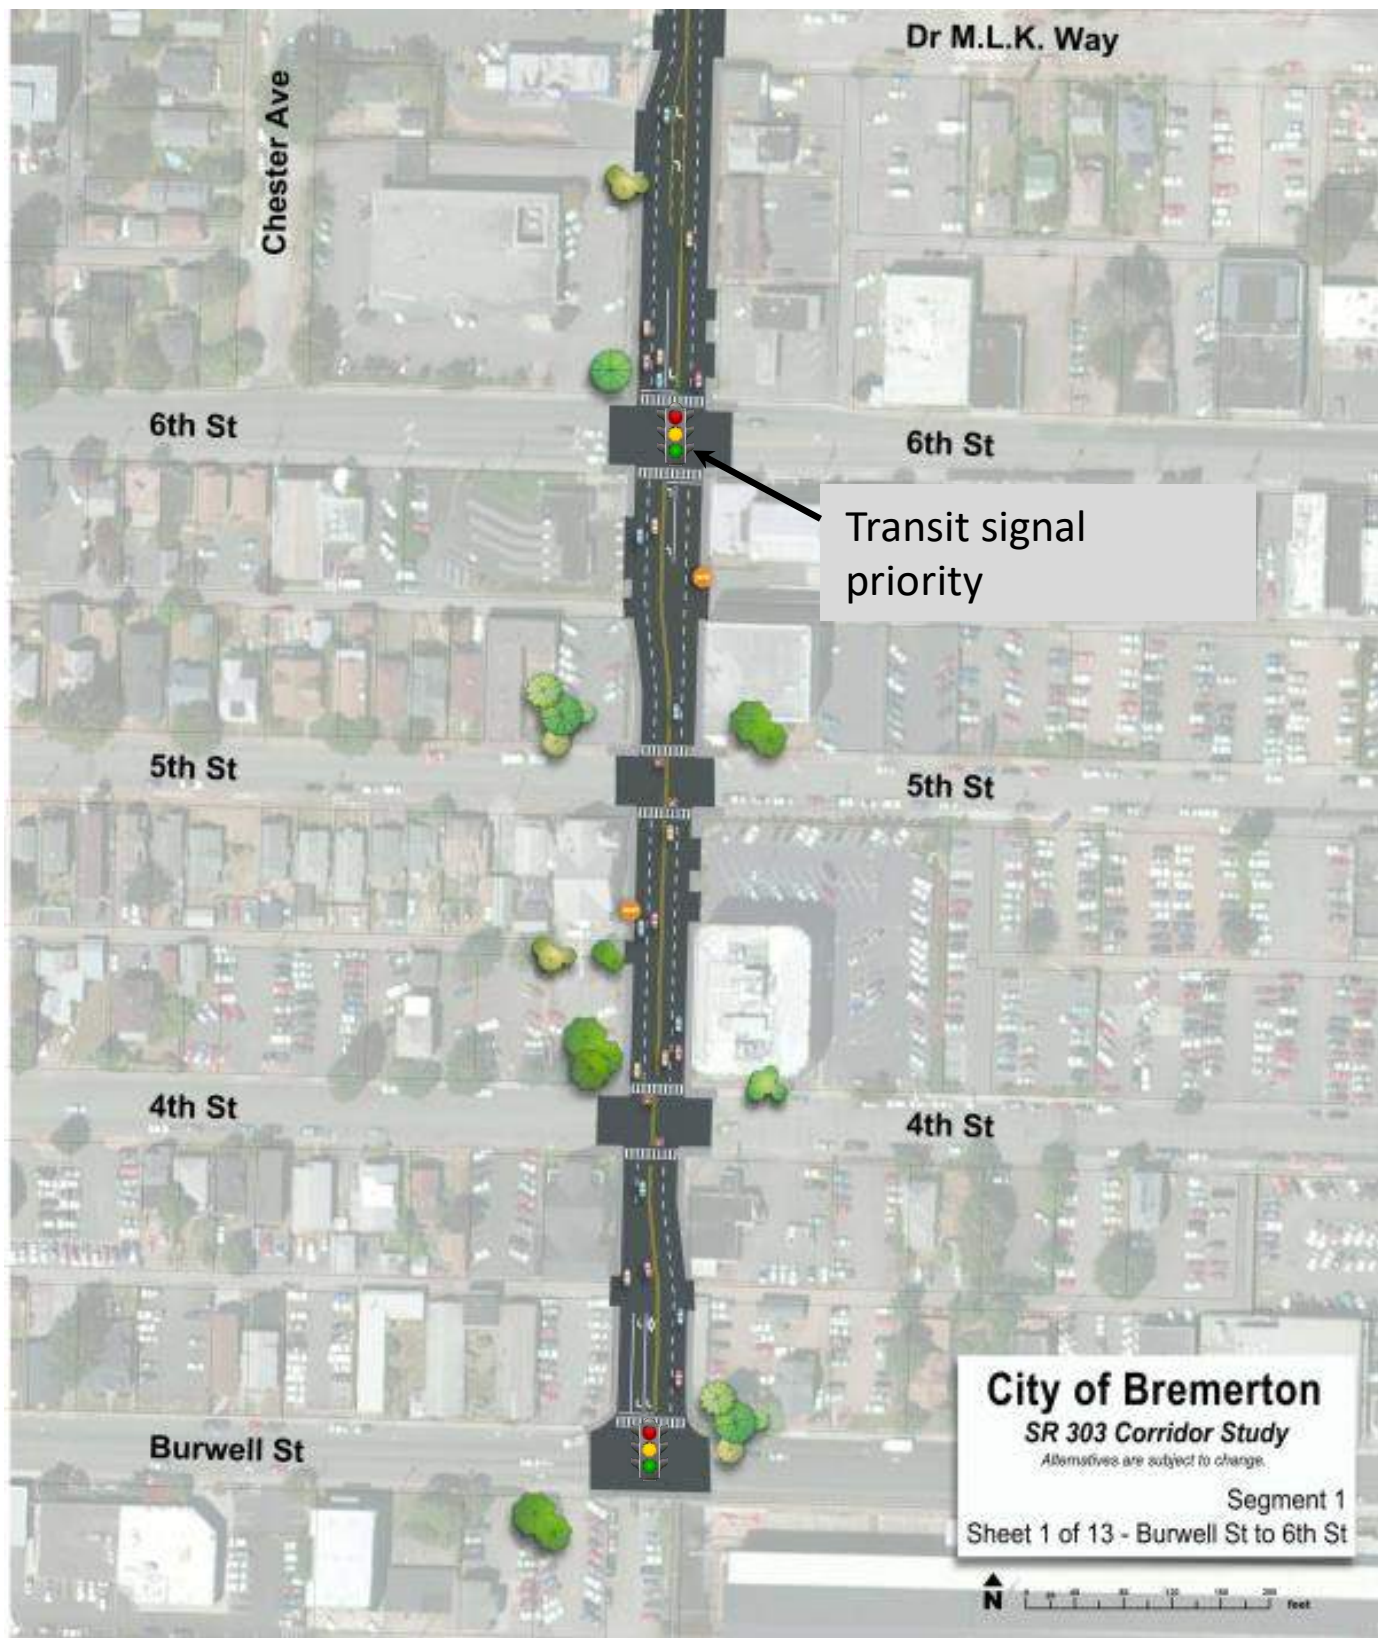 Dr M.L.K. Way
Chester Ave
6th St
6th St
Transit signal
priority
5th St
5th St
4th St
4th St
Burwell St
City of Bremerton
SR 303 Corridor Study
Alternatives are subject to change.
Segment 1
Sheet 1 of 13 - Burwell St to 6th St
N
feet